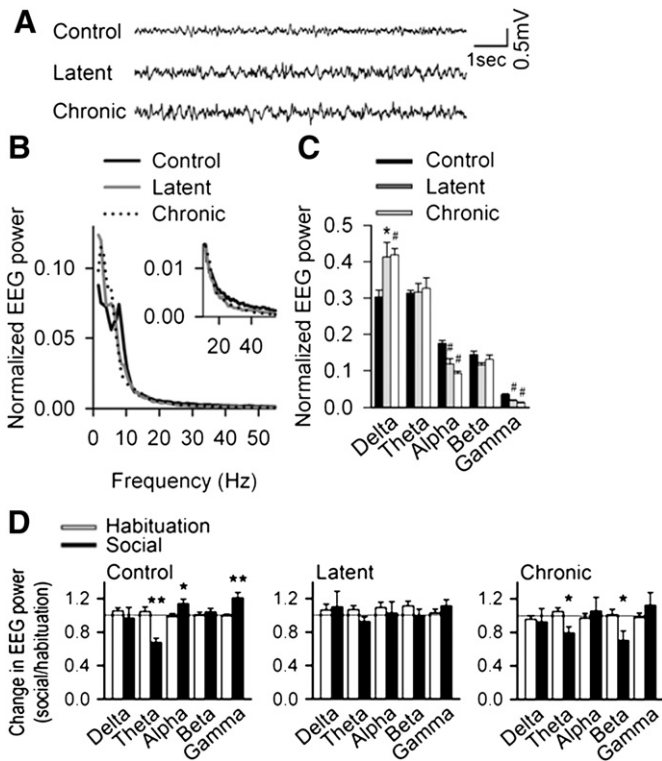 A
Control
Latent
Chronic
1sec
0.5mV
B
Control
Latent
Chronic
Normalized EEG power
0.10
0.05
0.00
0.01
0.00
20 40
0 10 20 30 40 50
Frequency (Hz)
C
Control
Latent
Chronic
Normalized EEG power
0.5
0.4
0.3
0.2
0.1
0.0
* #
# #
# #
Delta Theta Alpha Beta Gamma
D
Habituation
Social
Change in EEG power
(social/habituation)
Control
1.2
0.8
0.4
0.0
** * **
Delta Theta Alpha Beta Gamma
Latent
1.2
0.8
0.4
0.0
Delta Theta Alpha Beta Gamma
Chronic
1.2
0.8
0.4
0.0
* *
Delta Theta Alpha Beta Gamma